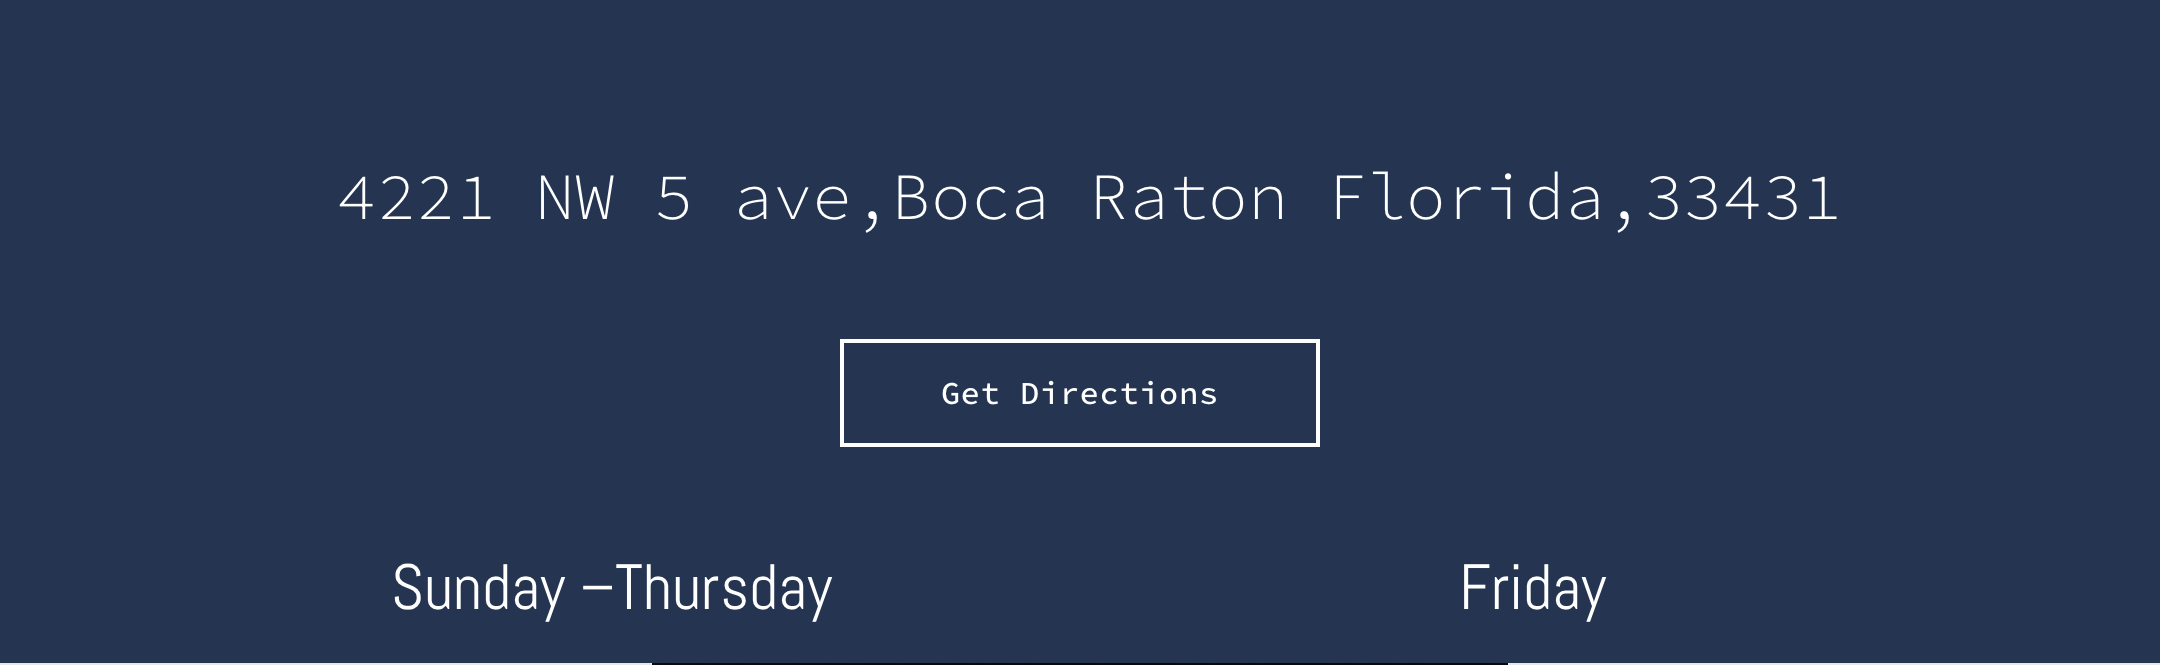 4221 NW 5 ave,Boca Raton Florida,33431
Get Directions
Sunday –Thursday
Friday